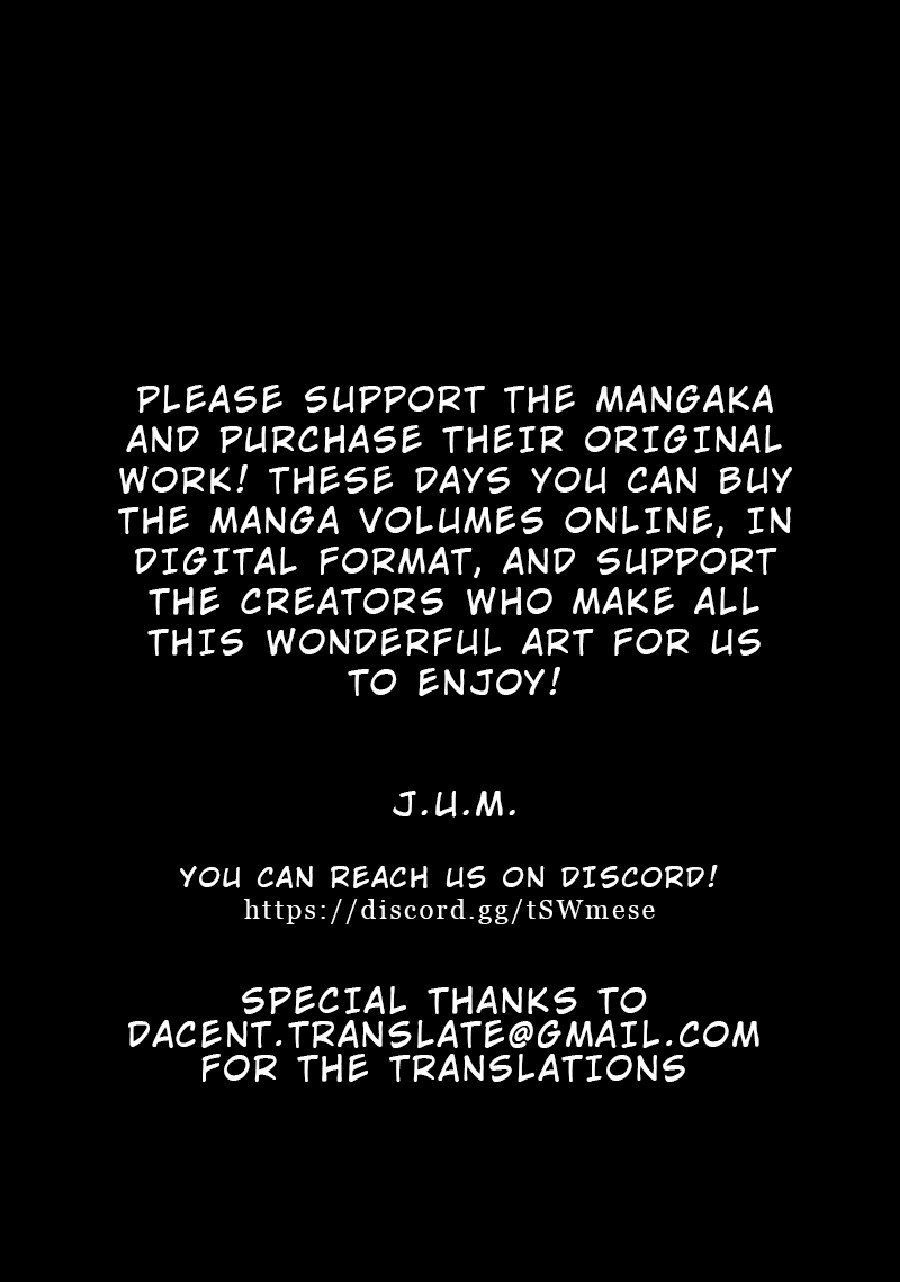 PLEASE SUPPORT THE MANGAKA
AND PURCHASE THEIR ORIGINAL
WORK! THESE DAYS YOU CAN BUY
THE MANGA VOLUMES ONLINE, IN
DIGITAL FORMAT, AND SUPPORT
THE CREATORS WHO MAKE ALL
THIS WONDERFUL ART FOR US
TO ENJOY!
J.U.M.
YOU CAN REACH US ON DISCORD!
https://discord.gg/tSWmese
SPECIAL THANKS TO
DACENT.TRANSLATE@GMAIL.COM
FOR THE TRANSLATIONS